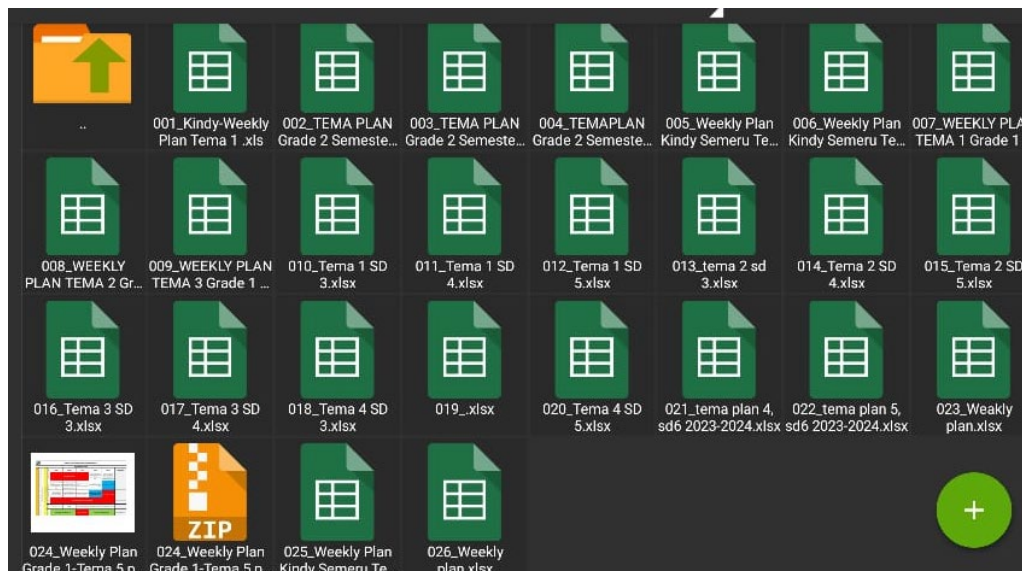 ..
001_Kindy-Weekly
Plan Tema 1 .xls
002_TEMA PLAN
Grade 2 Semeste...
003_TEMA PLAN
Grade 2 Semeste...
004_TEMAPLAN
Grade 2 Semeste...
005_Weekly Plan
Kindy Semeru Te...
006_Weekly Plan
Kindy Semeru Te...
007_WEEKLY PLA
TEMA 1 Grade 1
008_WEEKLY
PLAN TEMA 2 Gr...
009_WEEKLY PLAN
TEMA 3 Grade 1 ...
010_Tema 1 SD
3.xlsx
011_Tema 1 SD
4.xlsx
012_Tema 1 SD
5.xlsx
013_tema 2 sd
3.xlsx
014_Tema 2 SD
4.xlsx
015_Tema 2 SD
5.xlsx
016_Tema 3 SD
3.xlsx
017_Tema 3 SD
4.xlsx
018_Tema 4 SD
3.xlsx
019_.xlsx
020_Tema 4 SD
5.xlsx
021_tema plan 4,
sd6 2023-2024.xlsx
022_tema plan 5,
sd6 2023-2024.xlsx
023_Weakly
plan.xlsx
024_Weekly Plan
Grade 1-Tema 5.p...
ZIP
024_Weekly Plan
Grade 1-Tema 5.p...
025_Weekly Plan
Kindy Semeru Te...
026_Weekly
plan.xlsx
+